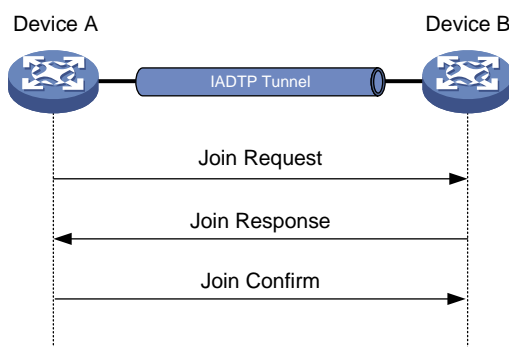 Device A
Device B
IADTP Tunnel
Join Request
Join Response
Join Confirm